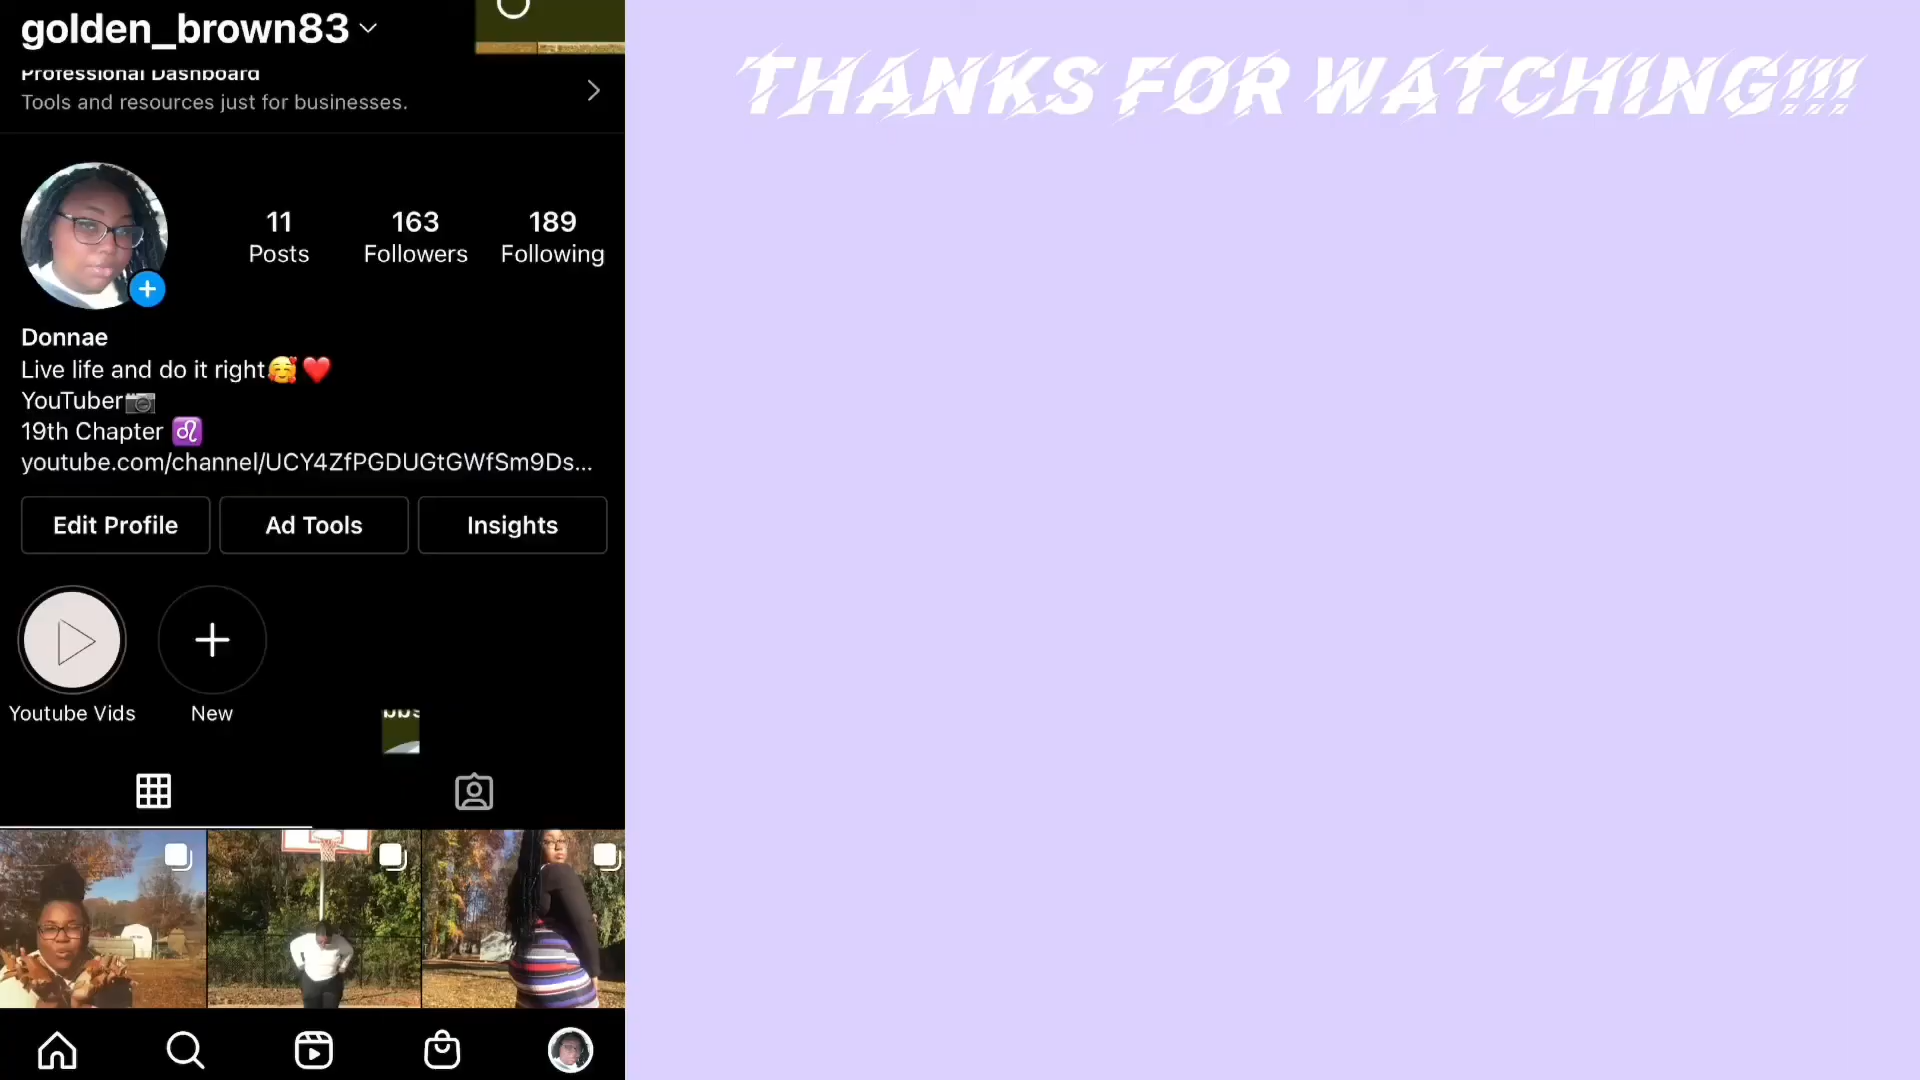 golden_brown83
Professional Dashboard
Tools and resources just for businesses.
11
Posts
163
Followers
189
Following
Donnae
Live life and do it right🥰❤️
YouTuber📷
19th Chapter ♌
youtube.com/channel/UCY4ZfPGDUGtGWfSm9Ds...
Edit Profile
Ad Tools
Insights
Youtube Vids
New
THANKS FOR WATCHING!!!